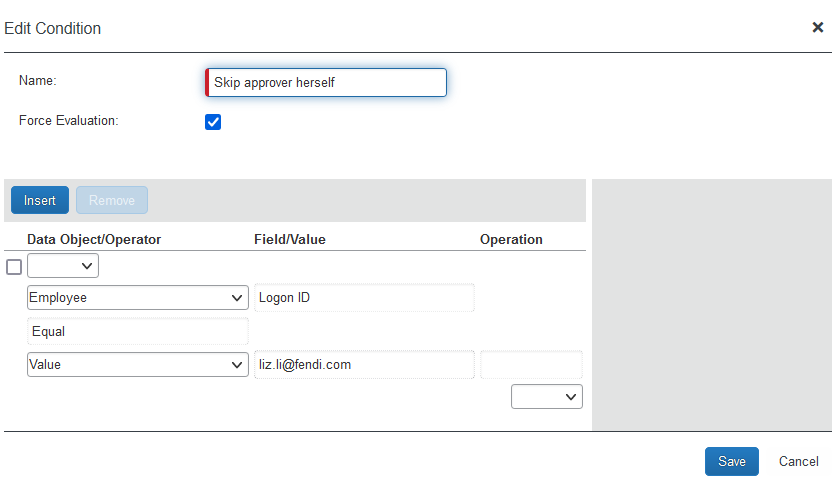 Edit Condition
Name:
Skip approver herself
Force Evaluation:
Insert
Remove
Data Object/Operator Field/Value Operation
Employee Logon ID
Equal
Value liz.li@fendi.com
Save Cancel